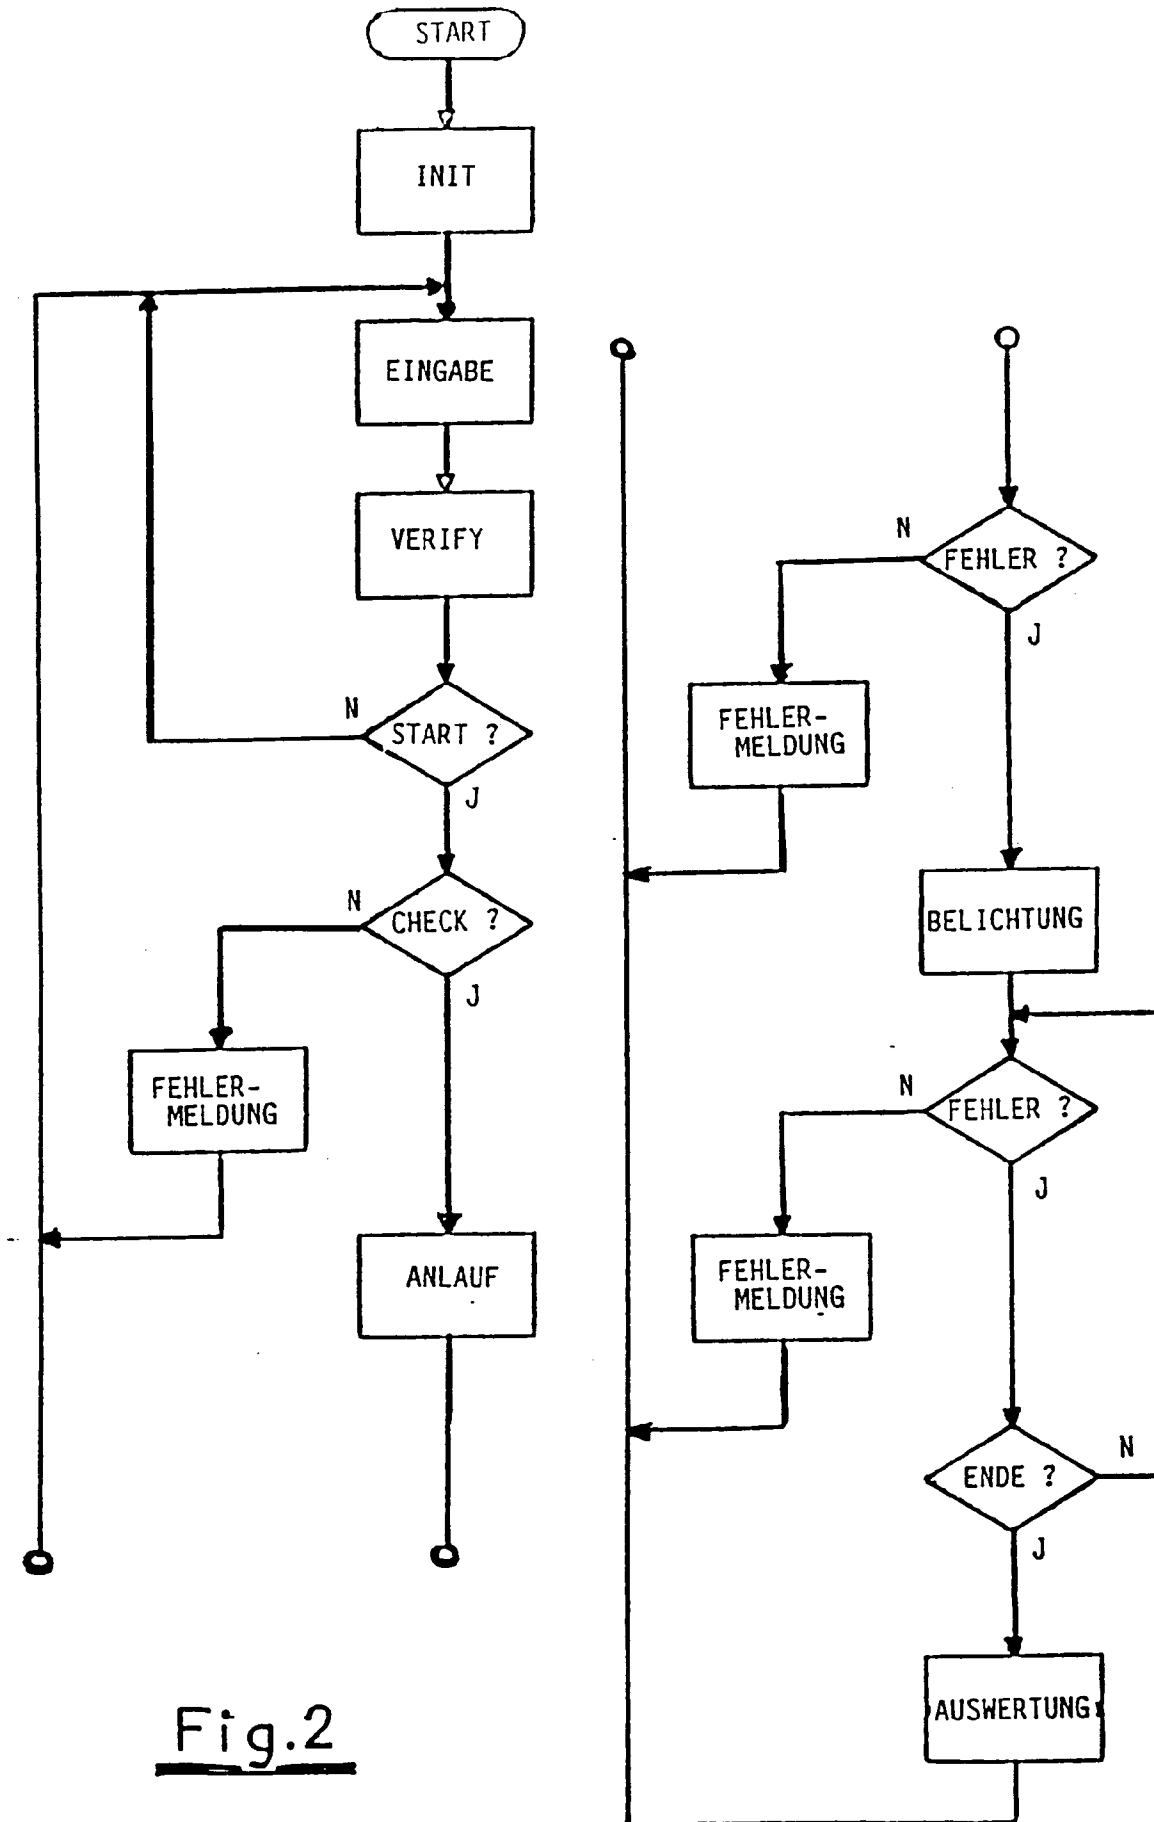 START
INIT
EINGABE
VERIFY
N
START ?
J
N
CHECK ?
J
FEHLER-
MELDUNG
ANLAUF
N
FEHLER ?
J
FEHLER-
MELDUNG
BELICHTUNG
N
FEHLER ?
J
FEHLER-
MELDUNG
N
ENDE ?
J
AUSWERTUNG
Fig.2